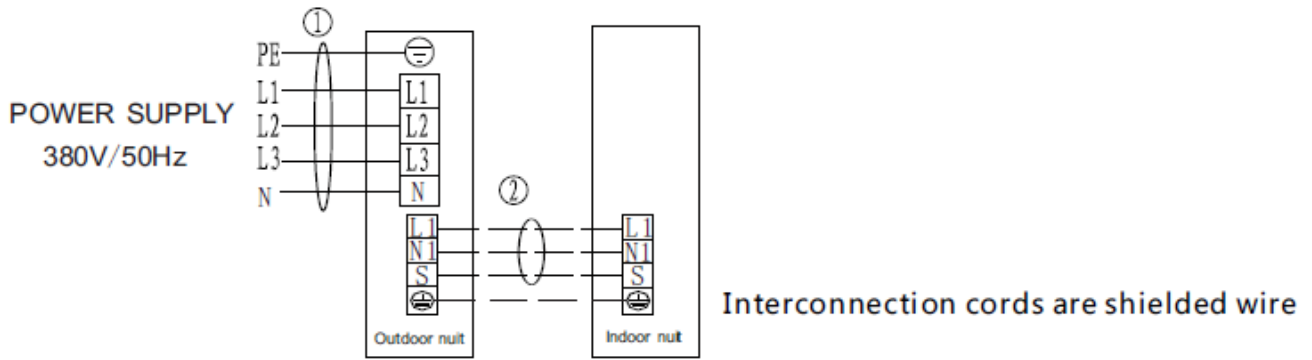 ①
PE
L1
L2
L3
N
POWER SUPPLY
380V/50Hz
L1
L2
L3
N
②
L1
N1
S
L1
N1
S
Outdoor nuit
Indoor nuit
Interconnection cords are shielded wire